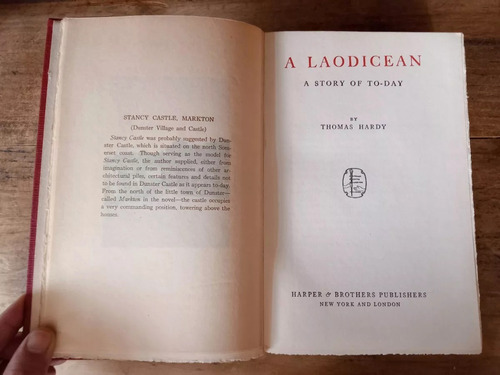 STANCY CASTLE, MARKTON
(Dunster Village and Castle)
Stancy Castle was probably suggested by Dun-
ster Castle, which is situated on the north Som-
erset coast. Though serving as the model for
Stancy Castle, the author supplied, either from
imagination or from reminiscences of other ar-
chitectural piles, certain features and details not
to be found in Dunster Castle as it appears to-day.
From the north of the little town of Dunster—
called Markton in the novel—the castle occupies
a very commanding position, towering above the
houses.
A LAODICEAN
A STORY OF TO-DAY
BY
THOMAS HARDY
HARPER & BROTHERS PUBLISHERS
NEW YORK AND LONDON